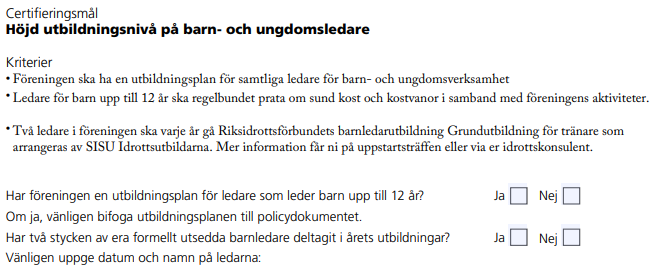 Certifieringsmål
Höjd utbildningsnivå på barn- och ungdomsledare
Kriterier
• Föreningen ska ha en utbildningsplan för samtliga ledare för barn- och ungdomsverksamhet
• Ledare för barn upp till 12 år ska regelbundet prata om sund kost och kostvanor i samband med föreningens aktiviteter.
• Två ledare i föreningen ska varje år gå Riksidrottsförbundets barnledarutbildning Grundutbildning för tränare som
arrangeras av SISU Idrottsutbildarna. Mer information får ni på uppstartsträffen eller via er idrottskonsulent.
Har föreningen en utbildningsplan för ledare som leder barn upp till 12 år? Ja Nej
Om ja, vänligen bifoga utbildningsplanen till policydokumentet.
Har två stycken av era formellt utsedda barnledare deltagit i årets utbildningar? Ja Nej
Vänligen uppge datum och namn på ledarna: